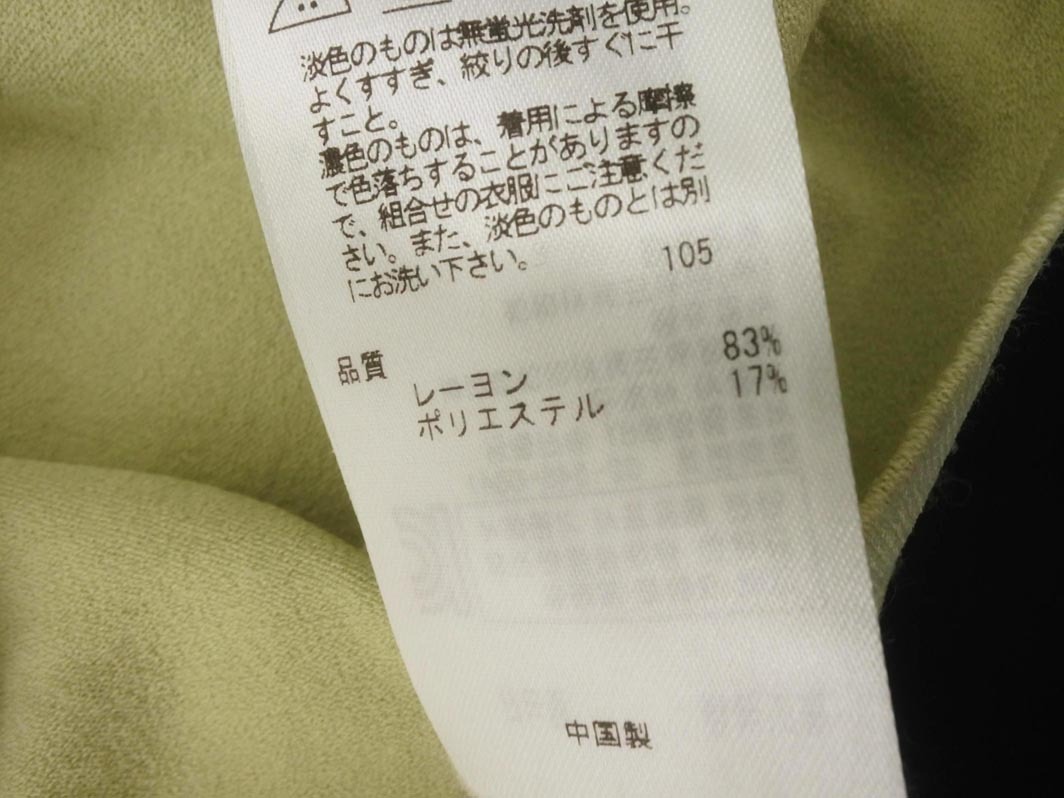 淡色のものは無蛍光洗剤を使用。
よくすすぎ、絞りの後すぐに干
すこと。
濃色のものは、着用による摩擦
で色落ちすることがありますの
で、組合せの衣服にご注意くだ
さい。また、淡色のものとは別
にお洗い下さい。
105
品質
レーヨン 83%
ポリエステル 17%
中国製